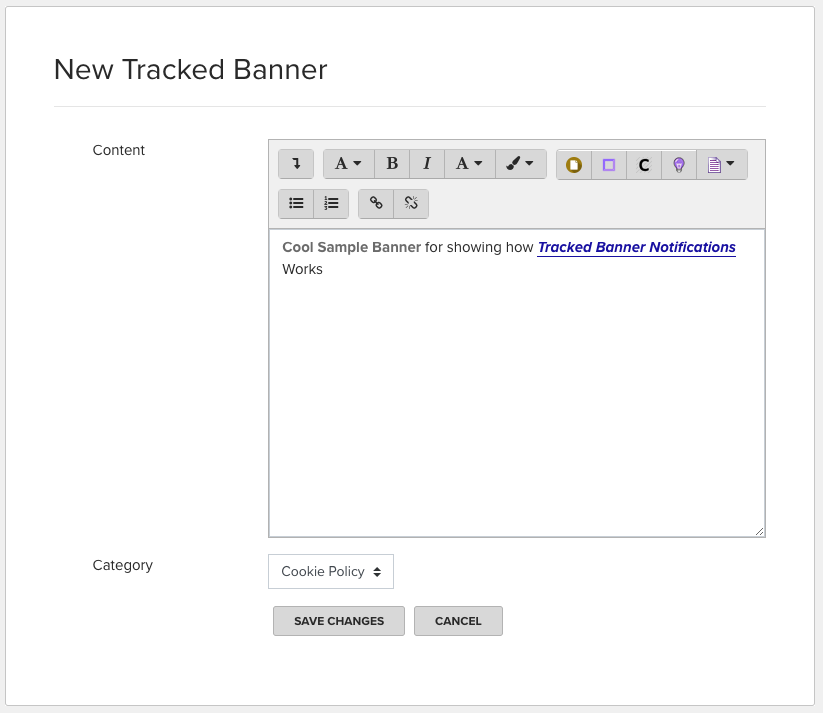 New Tracked Banner
Content
A B I A C
Cool Sample Banner for showing how Tracked Banner Notifications
Works
Category
Cookie Policy
SAVE CHANGES CANCEL